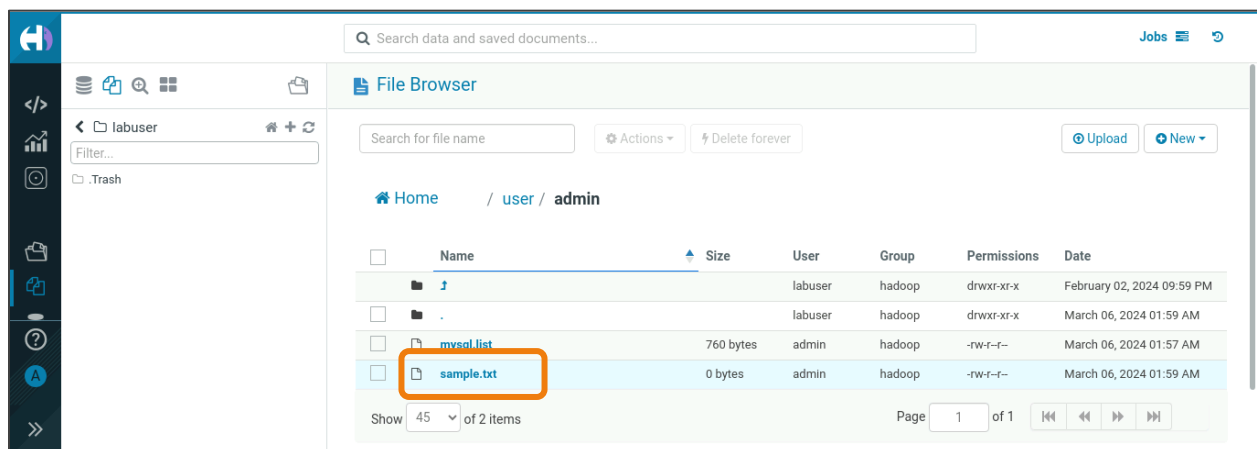 Search data and saved documents...
Jobs
File Browser
labuser
Filter...
.Trash
Search for file name
Actions
Delete forever
Upload
New
Home / user / admin
Name Size User Group Permissions Date
labuser hadoop drwxr-xr-x February 02, 2024 09:59 PM
. labuser hadoop drwxr-xr-x March 06, 2024 01:59 AM
mysql.list 760 bytes admin hadoop -rw-r--r-- March 06, 2024 01:57 AM
sample.txt 0 bytes admin hadoop -rw-r--r-- March 06, 2024 01:59 AM
Show 45 of 2 items Page 1 of 1
A